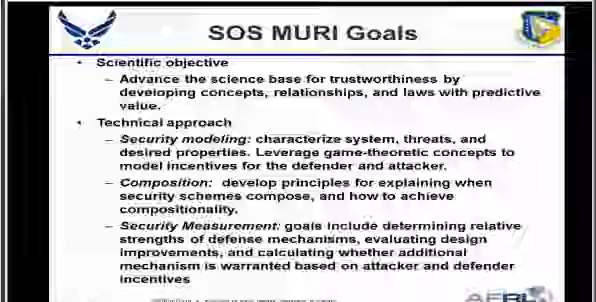 SOS MURI Goals
• Scientific objective
– Advance the science base for trustworthiness by
developing concepts, relationships, and laws with predictive
value.
• Technical approach
– Security modeling: characterize system, threats, and
desired properties. Leverage game-theoretic concepts to
model incentives for the defender and attacker.
– Composition: develop principles for explaining when
security schemes compose, and how to achieve
compositionality.
– Security Measurement: goals include determining relative
strengths of defense mechanisms, evaluating design
improvements, and calculating whether additional
mechanism is warranted based on attacker and defender
incentives